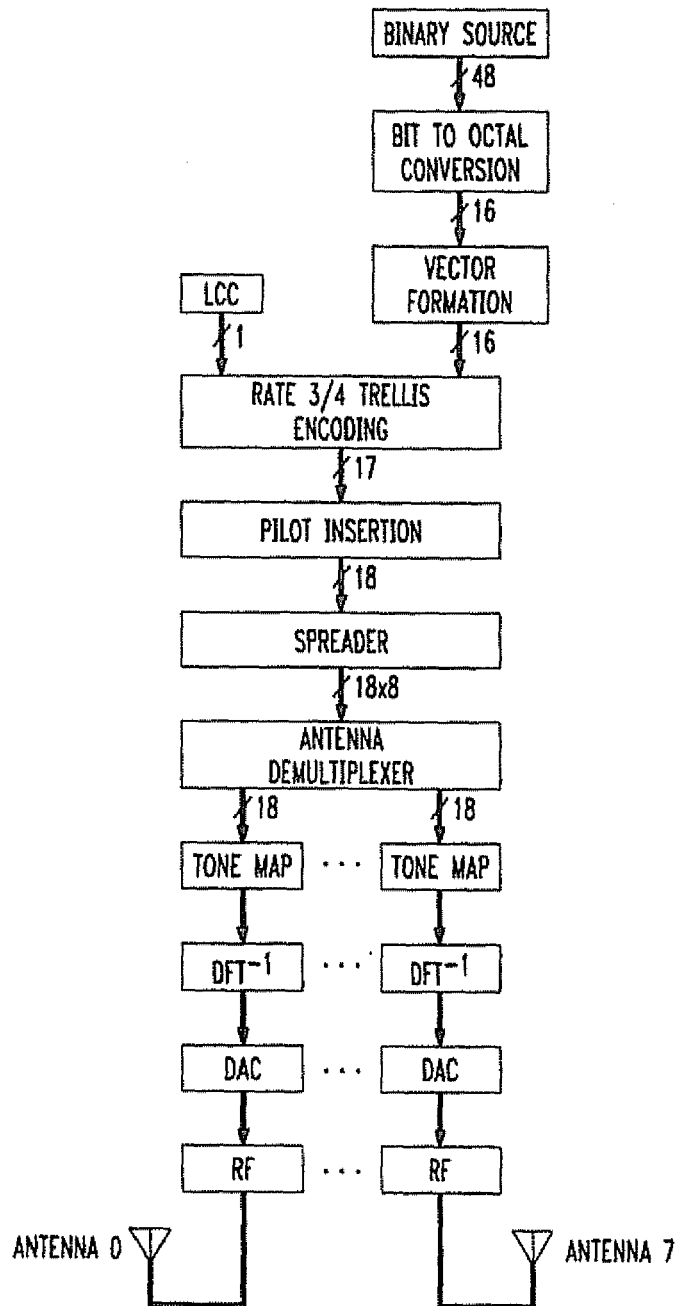 BINARY SOURCE
48
BIT TO OCTAL
CONVERSION
16
VECTOR
FORMATION
LCC
1
16
RATE 3/4 TRELLIS
ENCODING
17
PILOT INSERTION
18
SPREADER
18x8
ANTENNA
DEMULTIPLEXER
18 18
TONE MAP ... TONE MAP
DFT-1 ... DFT-1
DAC ... DAC
RF ... RF
ANTENNA 0 ANTENNA 7